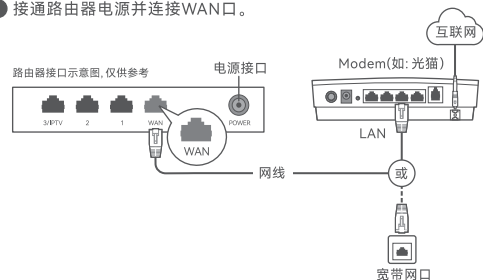 接通路由器电源并连接WAN口。
互联网
Modem(如: 光猫)
电源接口
路由器接口示意图, 仅供参考
3/IPTV 2 1 WAN POWER
WAN
LAN
网线
或
宽带网口